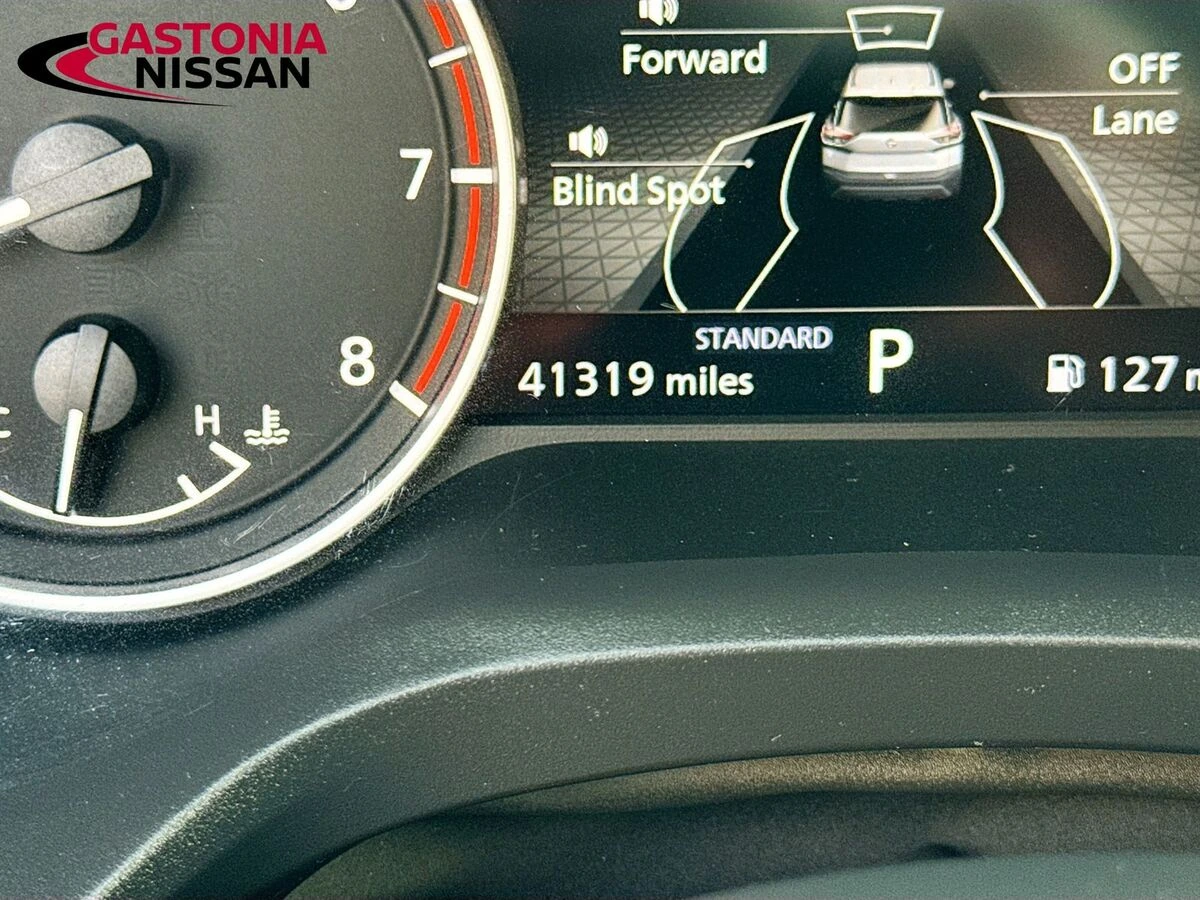 GASTONIA
NISSAN
Forward
OFF
Lane
Blind Spot
7
8
STANDARD
41319 miles
P
127
H